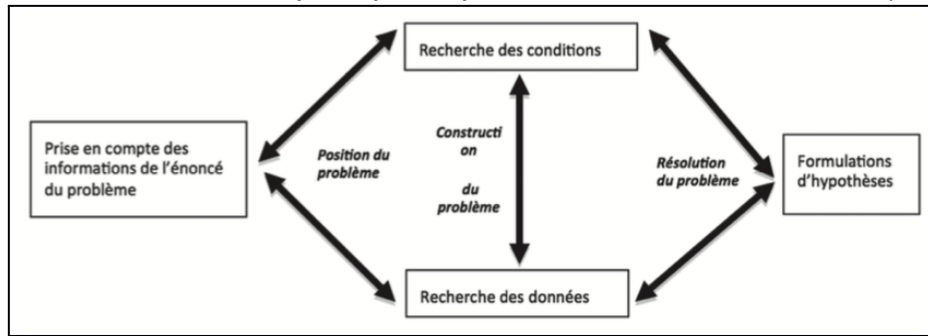 Recherche des conditions
Prise en compte des
informations de l'énoncé
du problème
Position du
problème
Constructi
on
du
problème
Résolution
du problème
Formulations
d'hypothèses
Recherche des données